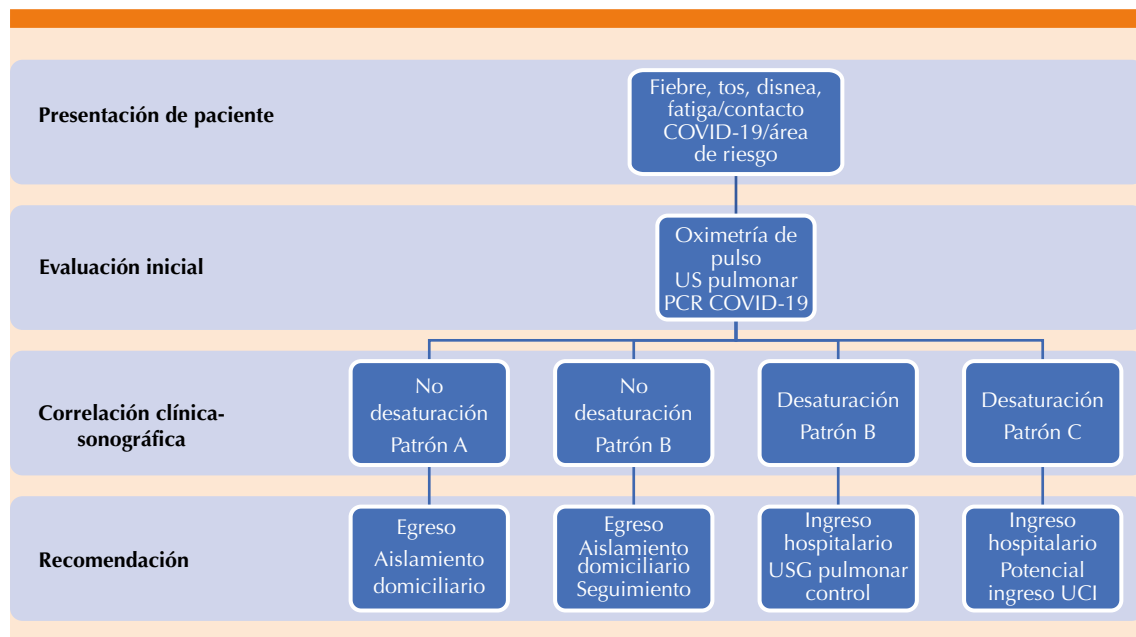 Presentación de paciente
Fiebre, tos, disnea,
fatiga/contacto
COVID-19/área
de riesgo
Evaluación inicial
Oximetría de
pulso
US pulmonar
PCR COVID-19
Correlación clínica-
sonográfica
No
desaturación
Patrón A
No
desaturación
Patrón B
Desaturación
Patrón B
Desaturación
Patrón C
Recomendación
Egreso
Aislamiento
domiciliario
Egreso
Aislamiento
domiciliario
Seguimiento
Ingreso
hospitalario
USG pulmonar
control
Ingreso
hospitalario
Potencial
ingreso UCI